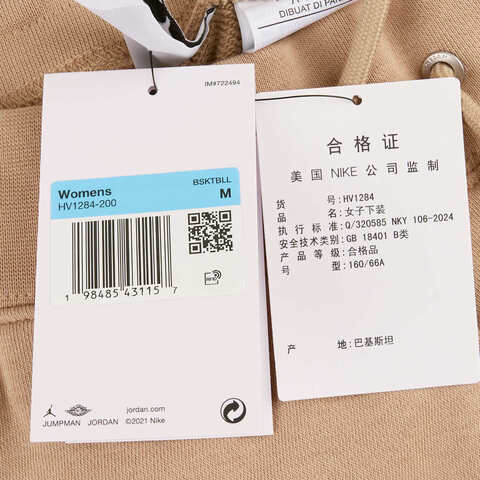 DIBUAT DI PA
IM#722494
BSKTBLL
Womens M
HV1284-200
1 98485 43115 7
RFID
JUMPMAN JORDAN
jordan.com
©2021 Nike
合格证
美国 NIKE 公司监制
货号:HV1284
品名:女子下装
执行标准:Q/320585 NKY 106-2024
安全技术类别:GB 18401 B类
产品等级:合格品
号型:160/66A
产地:巴基斯坦